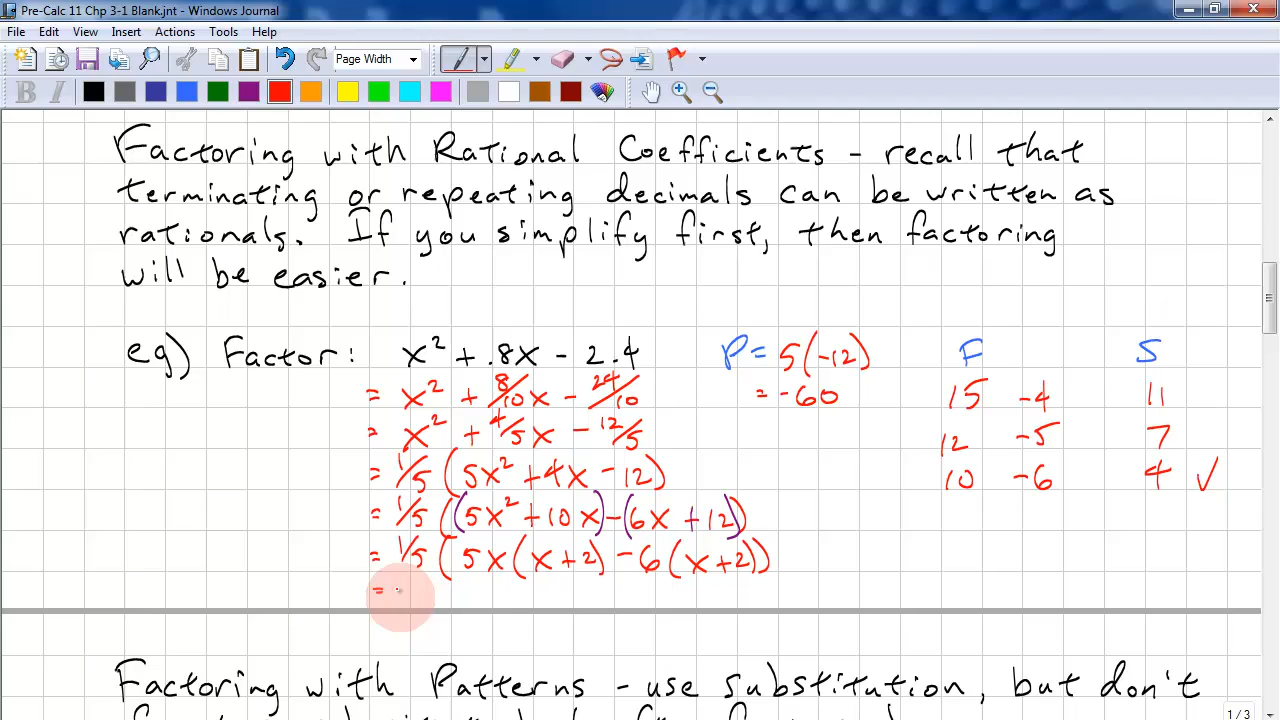 Pre-Calc 11 Chp 3-1 Blank.jnt - Windows Journal
File Edit View Insert Actions Tools Help
Page Width
B I
Factoring with Rational Coefficients - recall that
terminating or repeating decimals can be written as
rationals. If you simplify first, then factoring
will be easier.
eg) Factor: x² + .8x - 2.4
= x² + 8/10x - 24/10
= x² + 4/5x - 12/5
= 1/5 (5x² + 4x - 12)
= 1/5 ((5x² + 10x) - (6x + 12))
= 1/5 (5x(x+2) - 6(x+2))
=
P = 5(-12)
= -60
F S
15 -4 11
12 -5 7
10 -6 4 ✓
Factoring with Patterns - use substitution, but don't
1/3